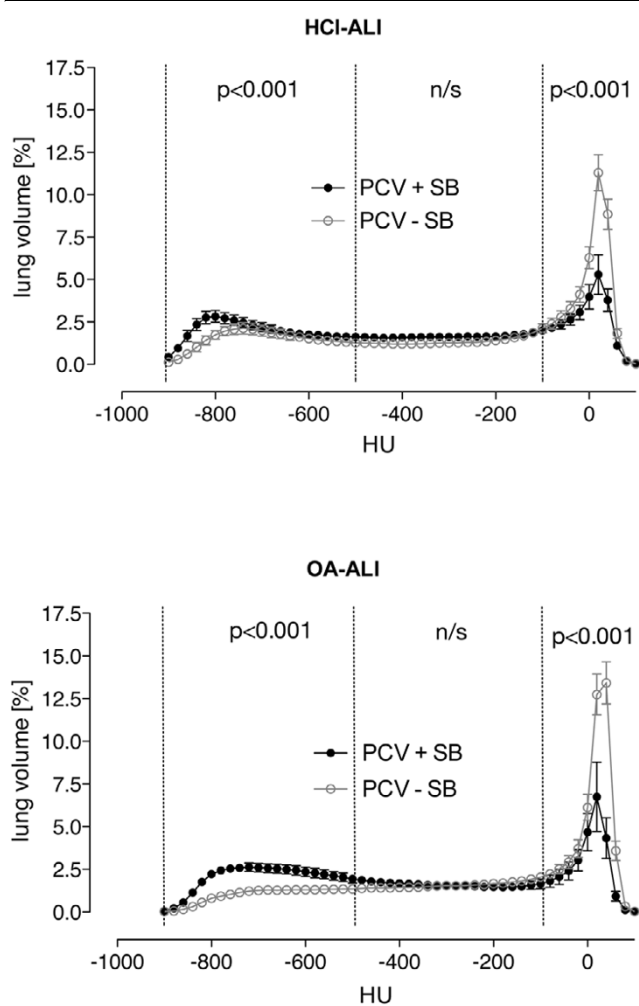 HCl-ALI
17.5
15.0
12.5
10.0
7.5
5.0
2.5
0.0
lung volume [%]
p<0.001
n/s
p<0.001
PCV + SB
PCV - SB
-1000
-800
-600
-400
-200
0
HU
OA-ALI
17.5
15.0
12.5
10.0
7.5
5.0
2.5
0.0
lung volume [%]
p<0.001
n/s
p<0.001
PCV + SB
PCV - SB
-1000
-800
-600
-400
-200
0
HU